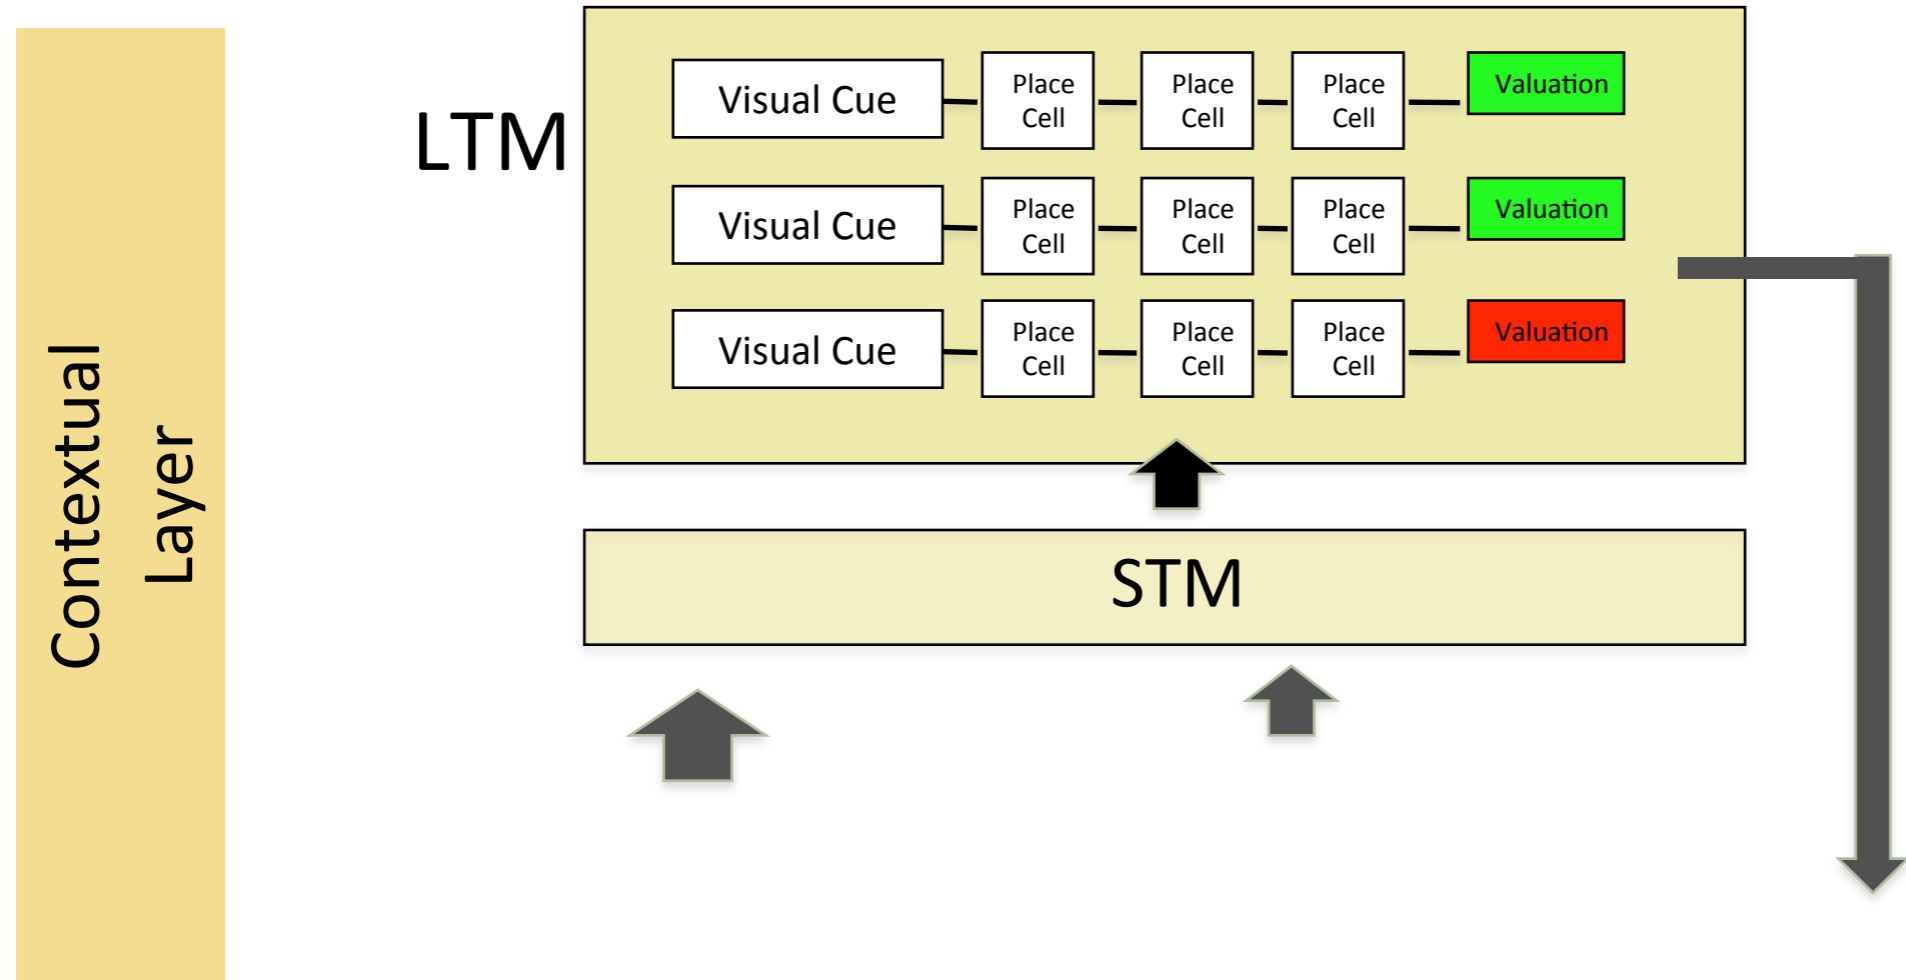 Contextual
Layer
LTM
Visual Cue
Place
Cell
Place
Cell
Place
Cell
Valuation
Visual Cue
Place
Cell
Place
Cell
Place
Cell
Valuation
Visual Cue
Place
Cell
Place
Cell
Place
Cell
Valuation
STM